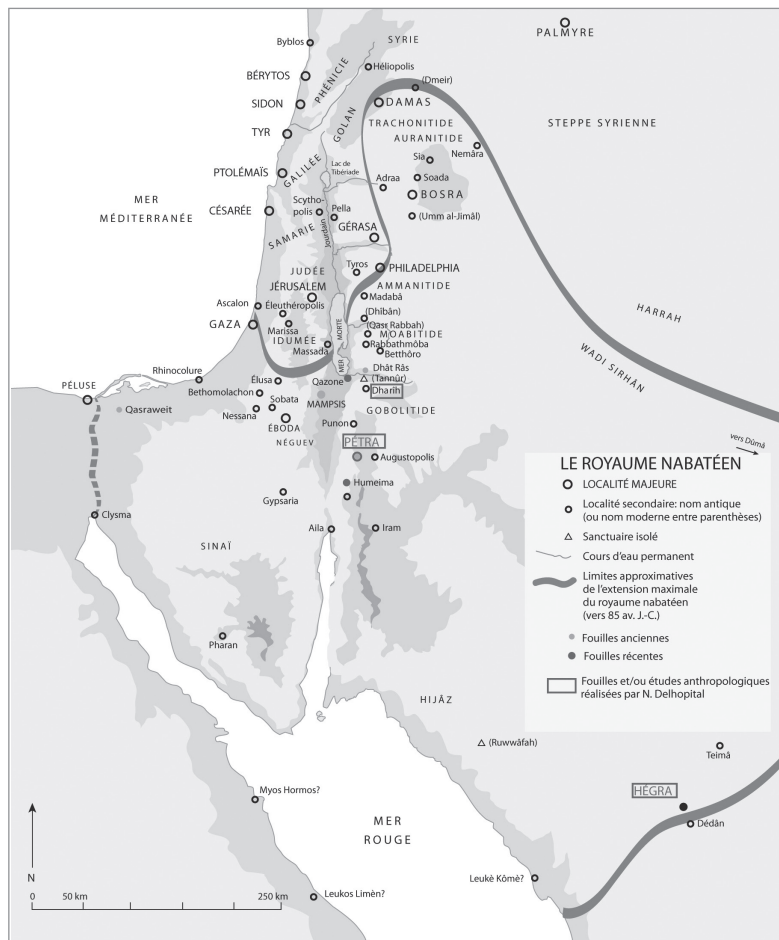 PALMYRE
Byblos
SYRIE
Héliopolis
BÉRYTOS
PHÉNICIE
(Dmeir)
SIDON
DAMAS
GOLAN
TYR
TRACHONITIDE
STEPPE SYRIENNE
AURANITIDE
Nemâra
Sia
Lac de
Tibériade
PTOLÉMAÏS
GALILÉE
Soada
Adraa
MER
MÉDITERRANÉE
BOSRA
CÉSARÉE
Scytho-
polis
Pella
(Umm al-Jimâl)
SAMARIE
Jourdain
GÉRASA
Tyros
PHILADELPHIA
JUDÉE
AMMANITIDE
JÉRUSALEM
Madabâ
Ascalon
Éleuthéropolis
(Dhîbân)
HARRAH
GAZA
Marissa
MER MORTE
(Qasr Rabbah)
MOABITIDE
IDUMÉE
Rabbathmôba
WADI SIRHÂN
Massada
Betthôro
Rhinocolure
Dhât Râs
Élusa
Qazone
(Tannûr)
PÉLUSE
Bethomolachon
Dharih
MAMPSIS
Qasraweit
Sobata
GOBOLITIDE
Nessana
ÉBODA
Punon
NÉGUEV
PÉTRA
vers Dûmâ
Augustopolis
Humeima
Gypsaria
Clysma
Aila
Iram
SINAÏ
Pharan
LE ROYAUME NABATÉEN
LOCALITÉ MAJEURE
Localité secondaire: nom antique
(ou nom moderne entre parenthèses)
Sanctuaire isolé
Cours d'eau permanent
Limites approximatives
de l'extension maximale
du royaume nabatéen
(vers 85 av. J.-C.)
Fouilles anciennes
Fouilles récentes
Fouilles et/ou études anthropologiques
réalisées par N. Delhopital
HIJÂZ
(Ruwwâfah)
Teimâ
HÉGRA
Myos Hormos?
Dédân
MER
ROUGE
Leukè Kômè?
Leukos Limèn?
N
0 50 km 250 km